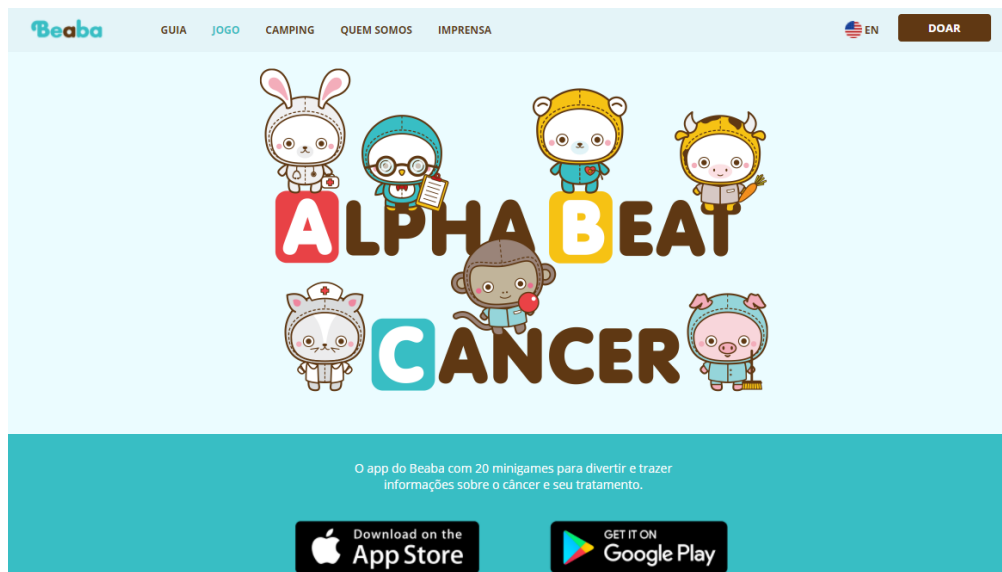 Beaba
GUIA JOGO CAMPING QUEM SOMOS IMPRENSA EN DOAR
ALPHA BEAT
CANCER
O app do Beaba com 20 minigames para divertir e trazer
informações sobre o câncer e seu tratamento.
Download on the
App Store
GET IT ON
Google Play